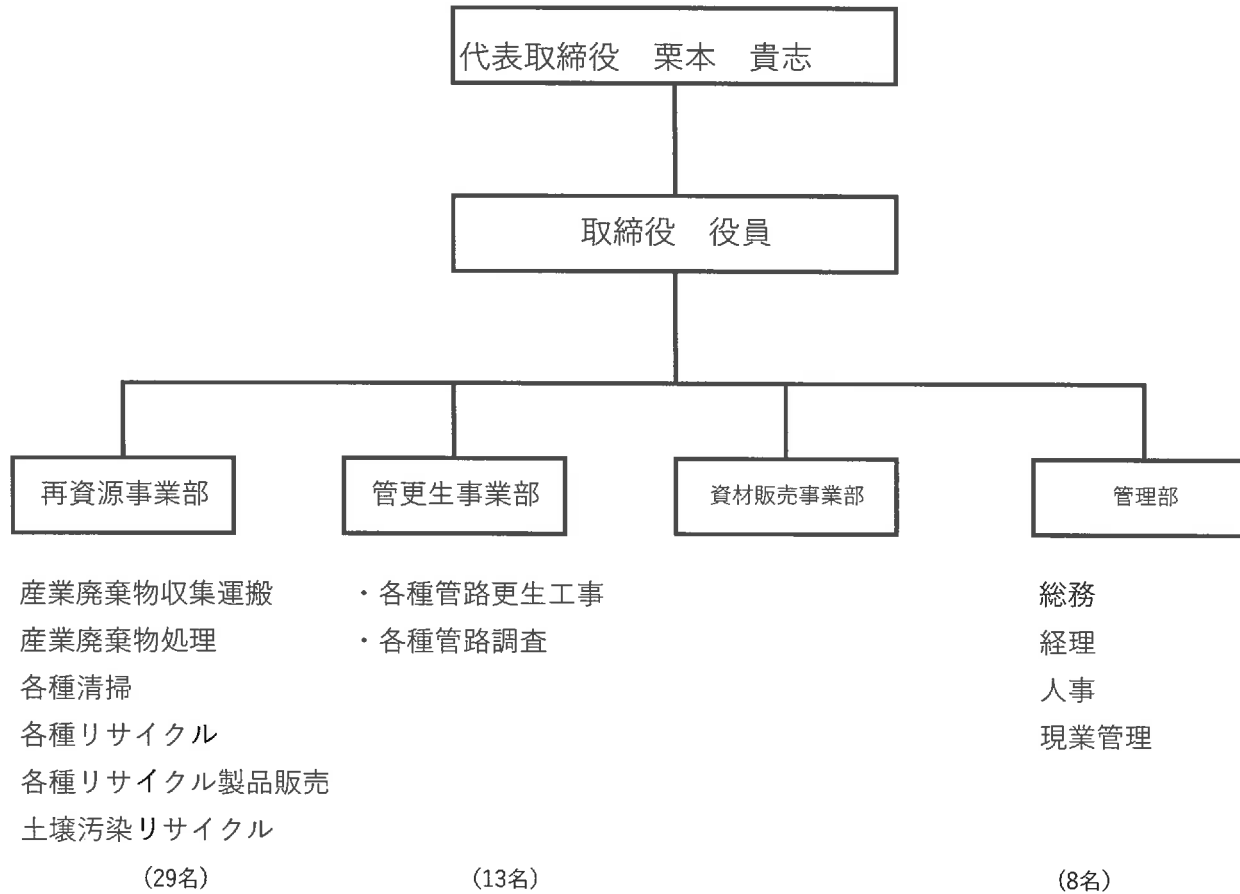 代表取締役　栗本　貴志
取締役　役員
再資源事業部
管更生事業部
資材販売事業部
管理部
産業廃棄物収集運搬
産業廃棄物処理
各種清掃
各種リサイクル
各種リサイクル製品販売
土壌汚染リサイクル
(29名)
・各種管路更生工事
・各種管路調査
(13名)
総務
経理
人事
現業管理
(8名)